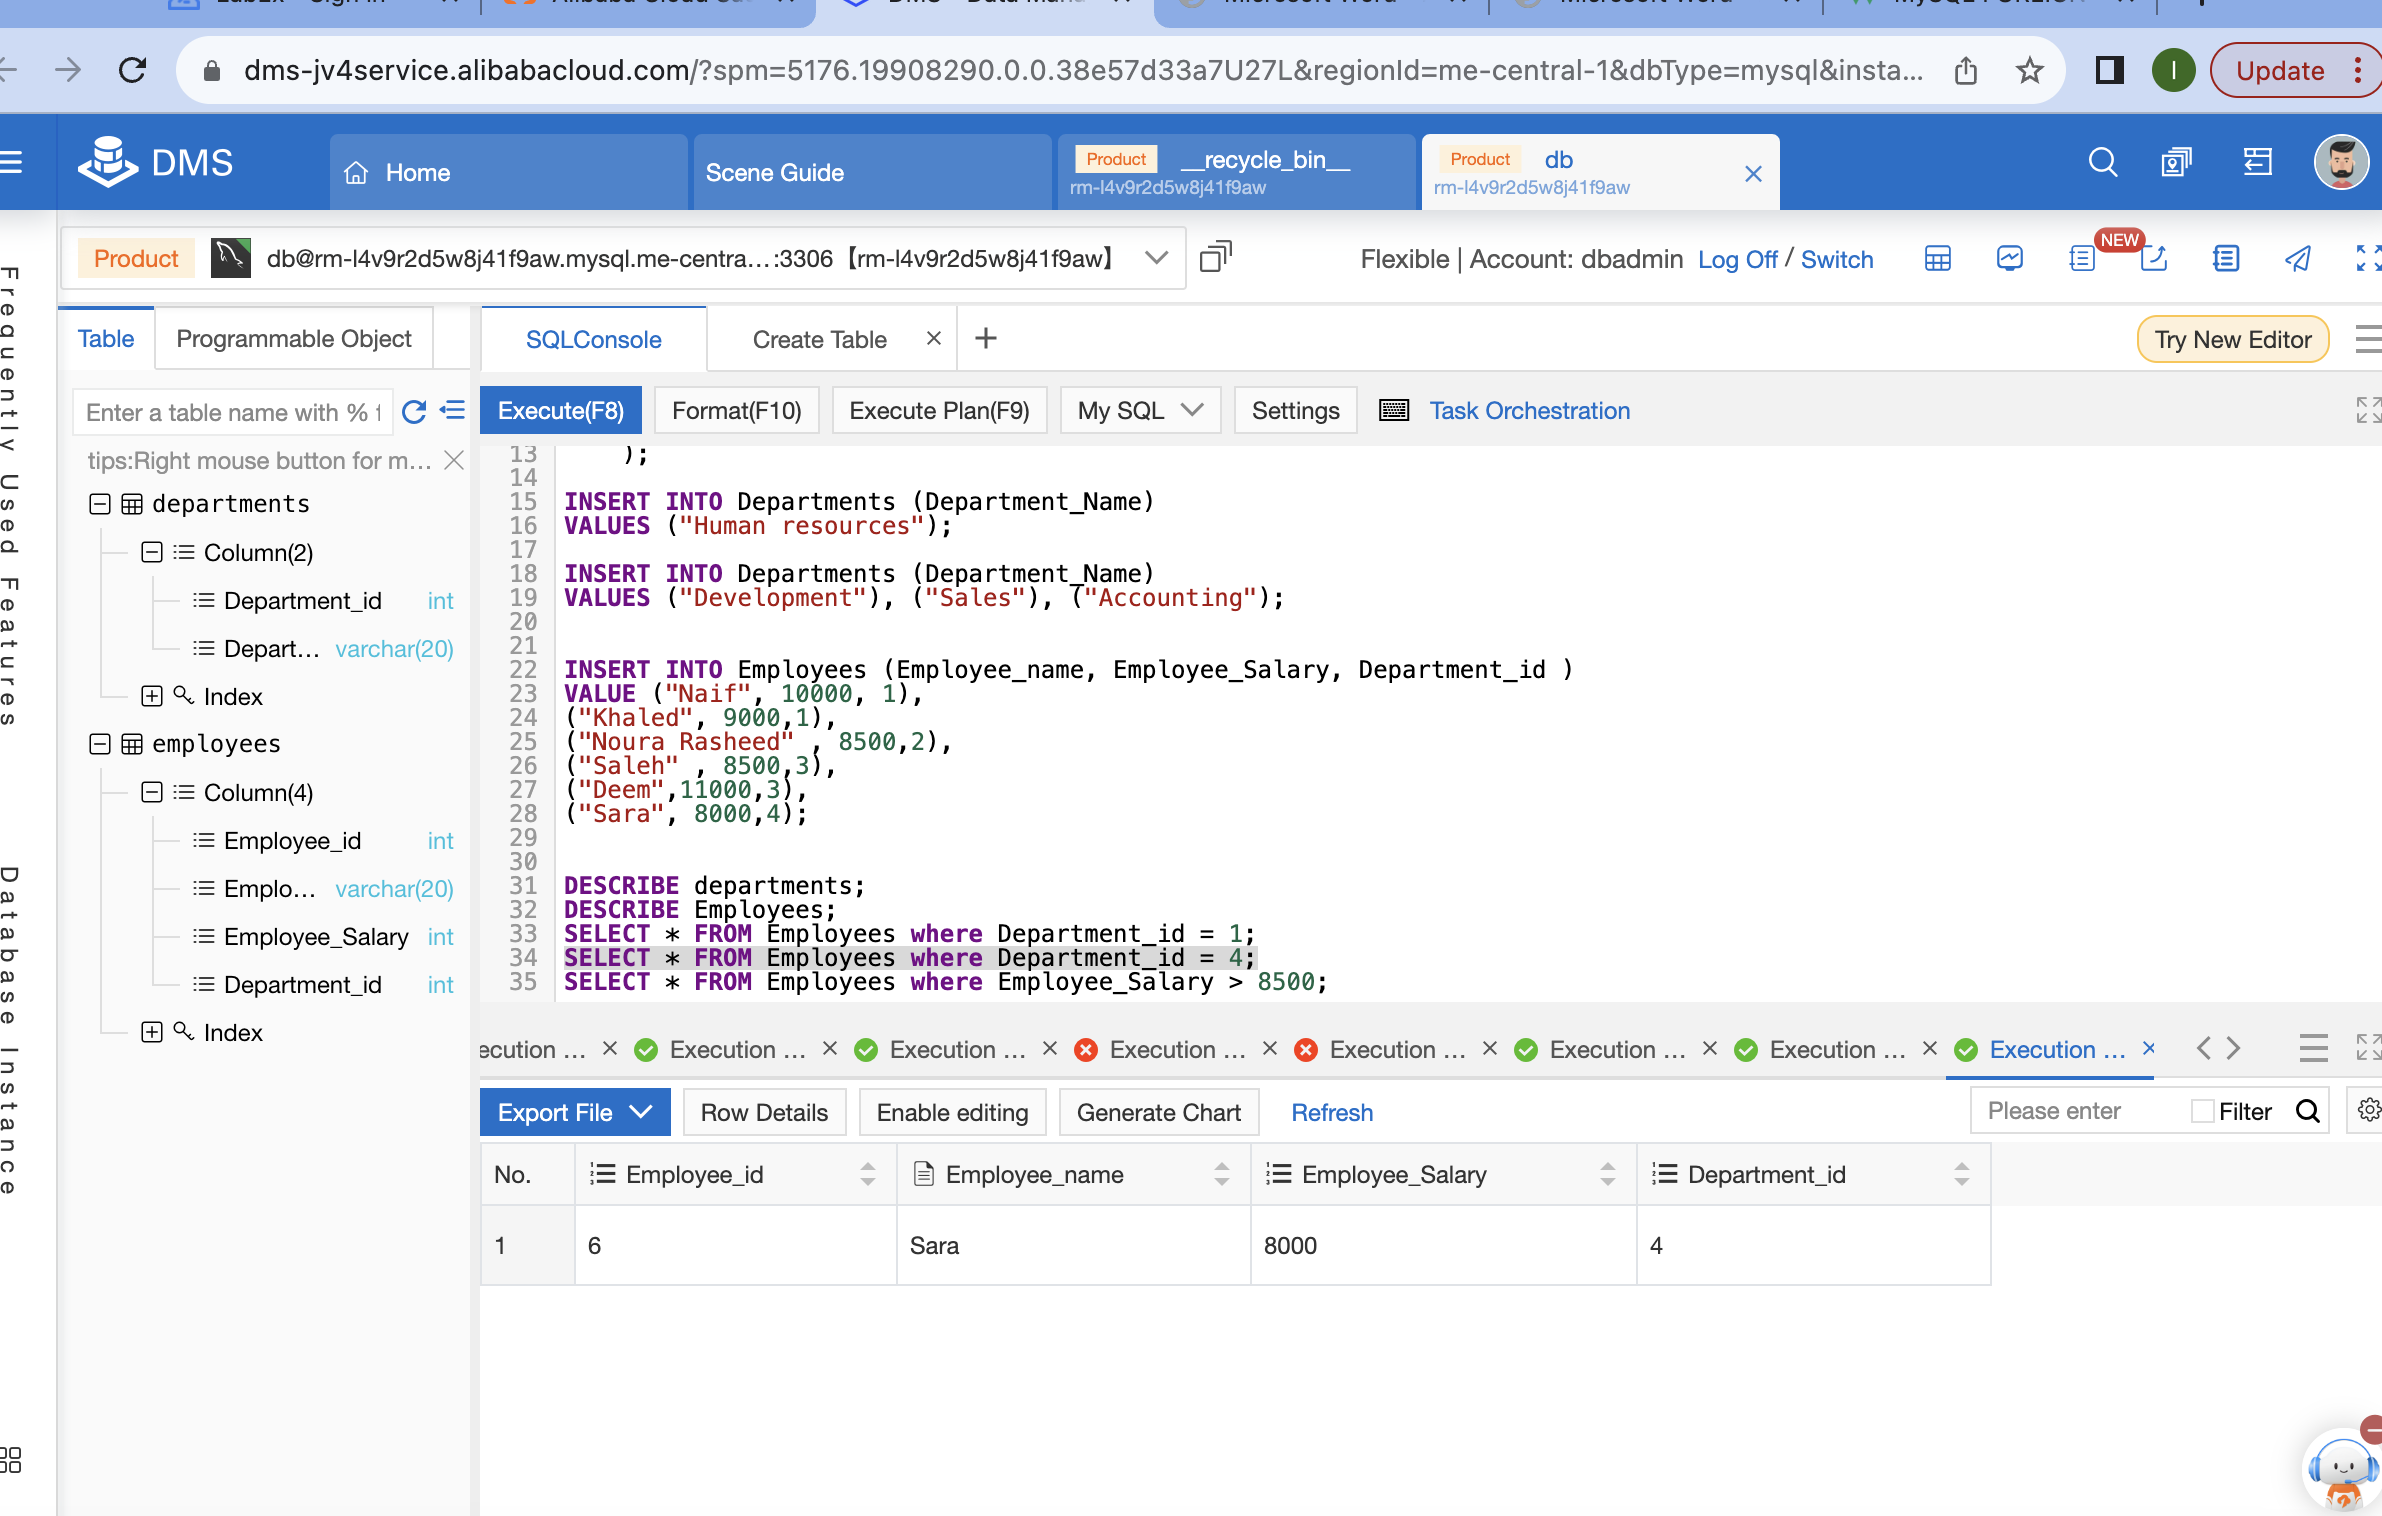 dms-jv4service.alibabacloud.com/?spm=5176.19908290.0.0.38e57d33a7U27L&regionId=me-central-1&dbType=mysql&insta...
I
Update
DMS
Home
Scene Guide
Product __recycle_bin__
rm-l4v9r2d5w8j41f9aw
Product db
rm-l4v9r2d5w8j41f9aw
Product
db@rm-l4v9r2d5w8j41f9aw.mysql.me-centra...:3306【rm-l4v9r2d5w8j41f9aw】
Flexible | Account: dbadmin Log Off / Switch
NEW
Frequently Used Features
Database Instance
Table
Programmable Object
SQLConsole
Create Table
Try New Editor
Enter a table name with %
tips:Right mouse button for m...
departments
Column(2)
Department_id int
Depart... varchar(20)
Index
employees
Column(4)
Employee_id int
Emplo... varchar(20)
Employee_Salary int
Department_id int
Index
Execute(F8)
Format(F10)
Execute Plan(F9)
My SQL
Settings
Task Orchestration
13 );
14
15 INSERT INTO Departments (Department_Name)
16 VALUES ("Human resources");
17
18 INSERT INTO Departments (Department_Name)
19 VALUES ("Development"), ("Sales"), ("Accounting");
20
21
22 INSERT INTO Employees (Employee_name, Employee_Salary, Department_id )
23 VALUE ("Naif", 10000, 1),
24 ("Khaled", 9000,1),
25 ("Noura Rasheed" , 8500,2),
26 ("Saleh" , 8500,3),
27 ("Deem",11000,3),
28 ("Sara", 8000,4);
29
30
31 DESCRIBE departments;
32 DESCRIBE Employees;
33 SELECT * FROM Employees where Department_id = 1;
34 SELECT * FROM Employees where Department_id = 4;
35 SELECT * FROM Employees where Employee_Salary > 8500;
ecution ... Execution ... Execution ... Execution ... Execution ... Execution ... Execution ... Execution ...
Export File
Row Details
Enable editing
Generate Chart
Refresh
Please enter
Filter
No. Employee_id Employee_name Employee_Salary Department_id
1 6 Sara 8000 4